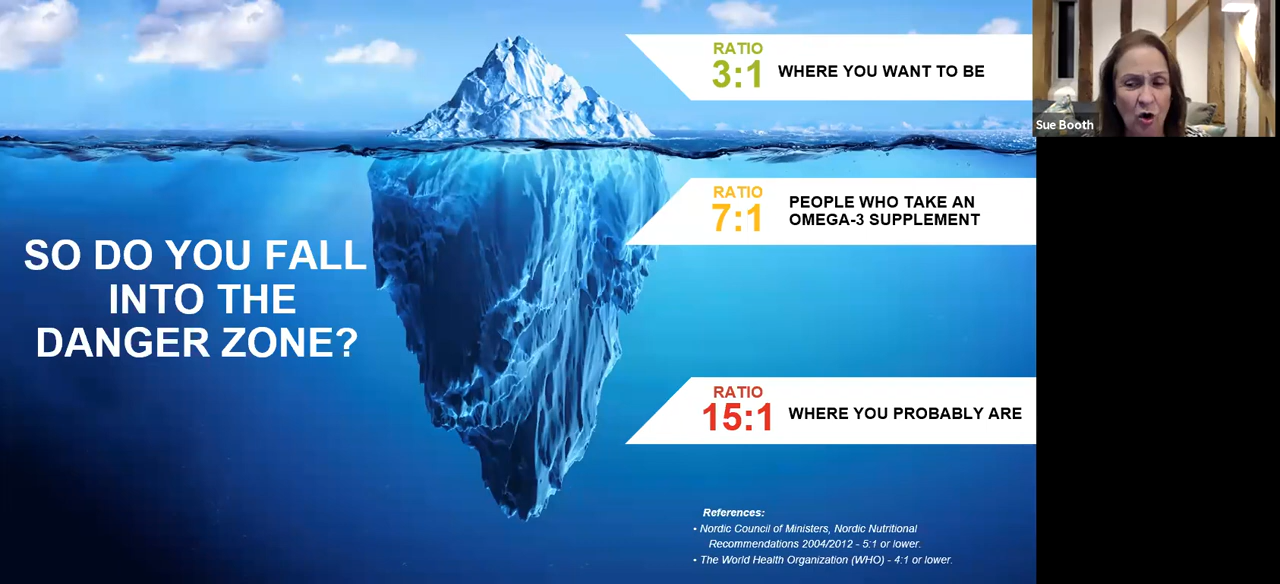 RATIO
3:1 WHERE YOU WANT TO BE
Sue Booth
RATIO
7:1 PEOPLE WHO TAKE AN
OMEGA-3 SUPPLEMENT
SO DO YOU FALL
INTO THE
DANGER ZONE?
RATIO
15:1 WHERE YOU PROBABLY ARE
References:
• Nordic Council of Ministers, Nordic Nutritional
Recommendations 2004/2012 - 5:1 or lower.
• The World Health Organization (WHO) - 4:1 or lower.